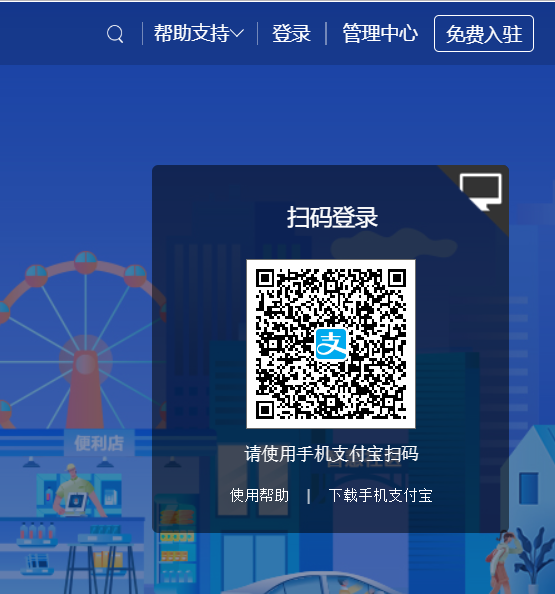 帮助支持 登录 管理中心 免费入驻
扫码登录
支
便利店
请使用手机支付宝扫码
使用帮助 | 下载手机支付宝